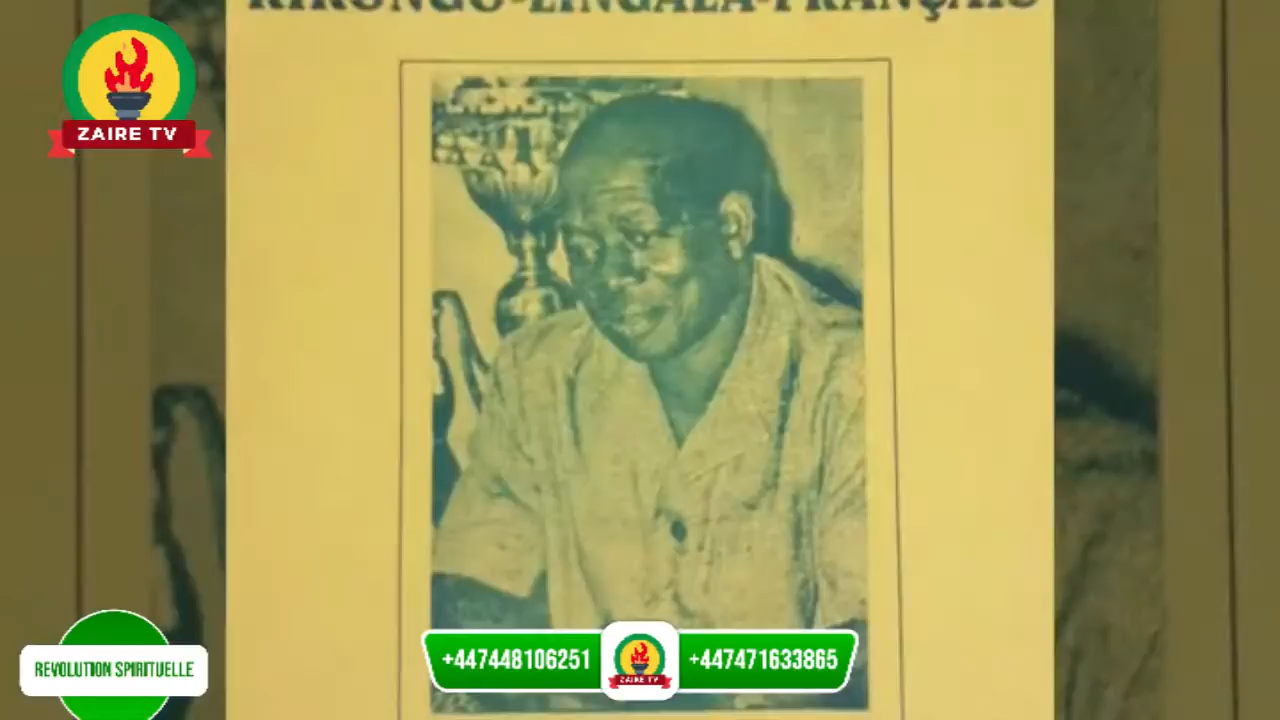 KIKONGO-LINGALA-FRANÇAIS
ZAIRE TV
REVOLUTION SPIRITUELLE
+447448106251
ZAIRE TV
+447471633865